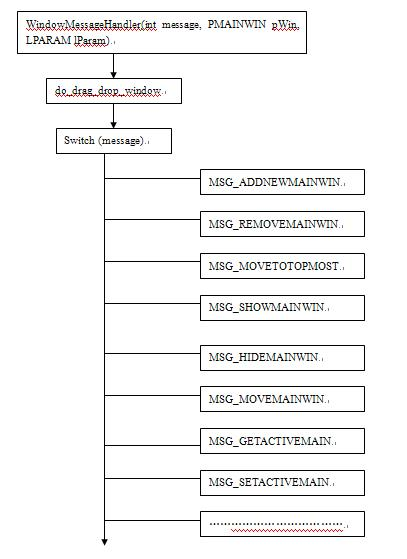 WindowMessageHandler(int message, PMAINWIN pWin,
LPARAM lParam)
do_drag_drop_window
Switch (message)
MSG_ADDNEWMAINWIN
MSG_REMOVEMAINWIN
MSG_MOVETOTOPMOST
MSG_SHOWMAINWIN
MSG_HIDEMAINWIN
MSG_MOVEMAINWIN
MSG_GETACTIVEMAIN
MSG_SETACTIVEMAIN
……………………………